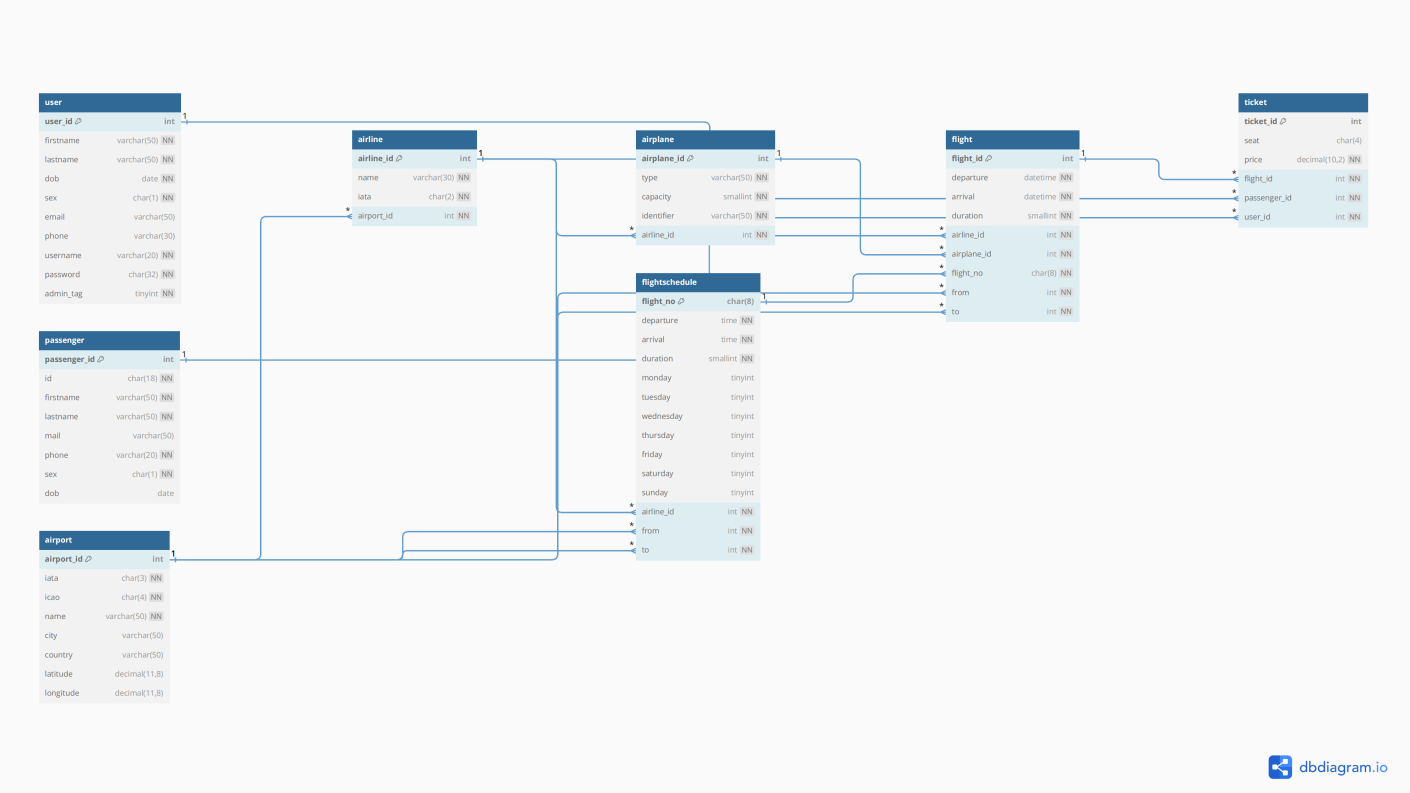 user
user_id int
firstname varchar(50) NN
lastname varchar(50) NN
dob date NN
sex char(1) NN
email varchar(50)
phone varchar(30)
username varchar(20) NN
password char(32) NN
admin_tag tinyint NN
1
passenger
passenger_id int
id char(18) NN
firstname varchar(50) NN
lastname varchar(50) NN
mail varchar(50)
phone varchar(20) NN
sex char(1) NN
dob date
1
airport
airport_id int
iata char(3) NN
icao char(4) NN
name varchar(50) NN
city varchar(50)
country varchar(50)
latitude decimal(11,8)
longitude decimal(11,8)
1
airline
airline_id int
name varchar(30) NN
iata char(2) NN
* airport_id int NN
1
airplane
airplane_id int
type varchar(50) NN
capacity smallint NN
identifier varchar(50) NN
* airline_id int NN
1
flightschedule
flight_no char(8)
departure time NN
arrival time NN
duration smallint NN
monday tinyint
tuesday tinyint
wednesday tinyint
thursday tinyint
friday tinyint
saturday tinyint
sunday tinyint
* airline_id int NN
* from int NN
* to int NN
1
flight
flight_id int
departure datetime NN
arrival datetime NN
duration smallint NN
* airline_id int NN
* airplane_id int NN
* flight_no char(8) NN
* from int NN
* to int NN
1
ticket
ticket_id int
seat char(4)
price decimal(10,2) NN
* flight_id int NN
* passenger_id int NN
* user_id int NN
dbdiagram.io